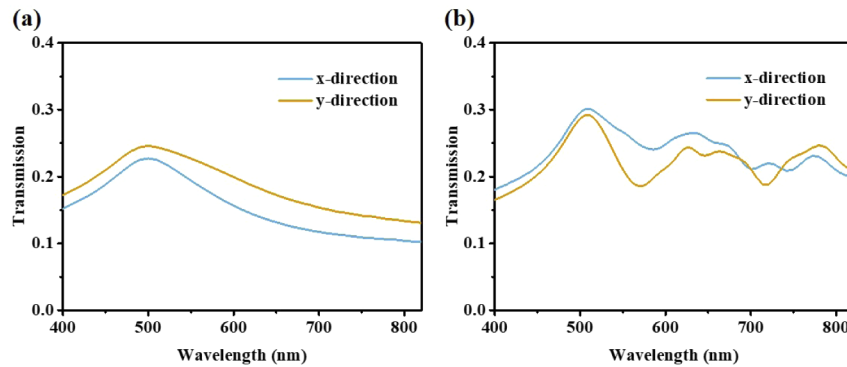 (a)
0.4
0.3
0.2
0.1
0.0
Transmission
x-direction
y-direction
400 500 600 700 800
Wavelength (nm)
(b)
0.4
0.3
0.2
0.1
0.0
Transmission
x-direction
y-direction
400 500 600 700 800
Wavelength (nm)